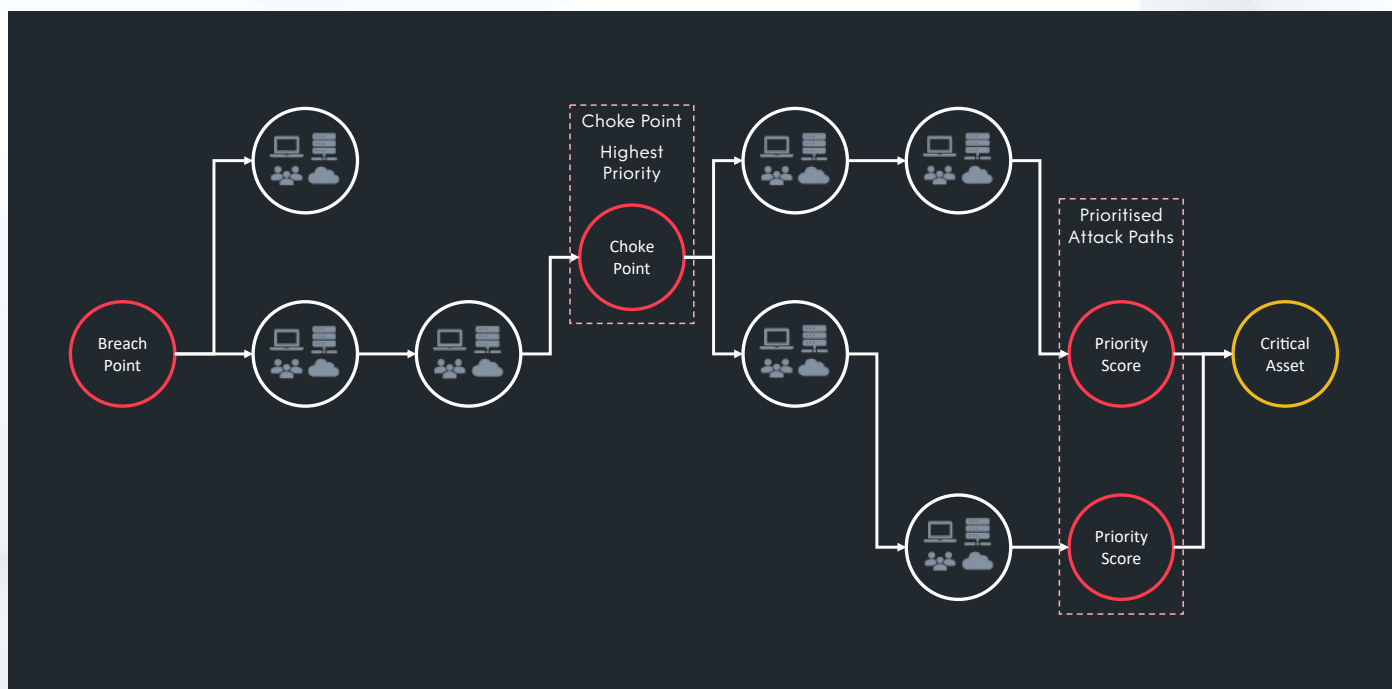 Choke Point
Highest
Priority
Choke
Point
Prioritised
Attack Paths
Breach
Point
Priority
Score
Critical
Asset
Priority
Score